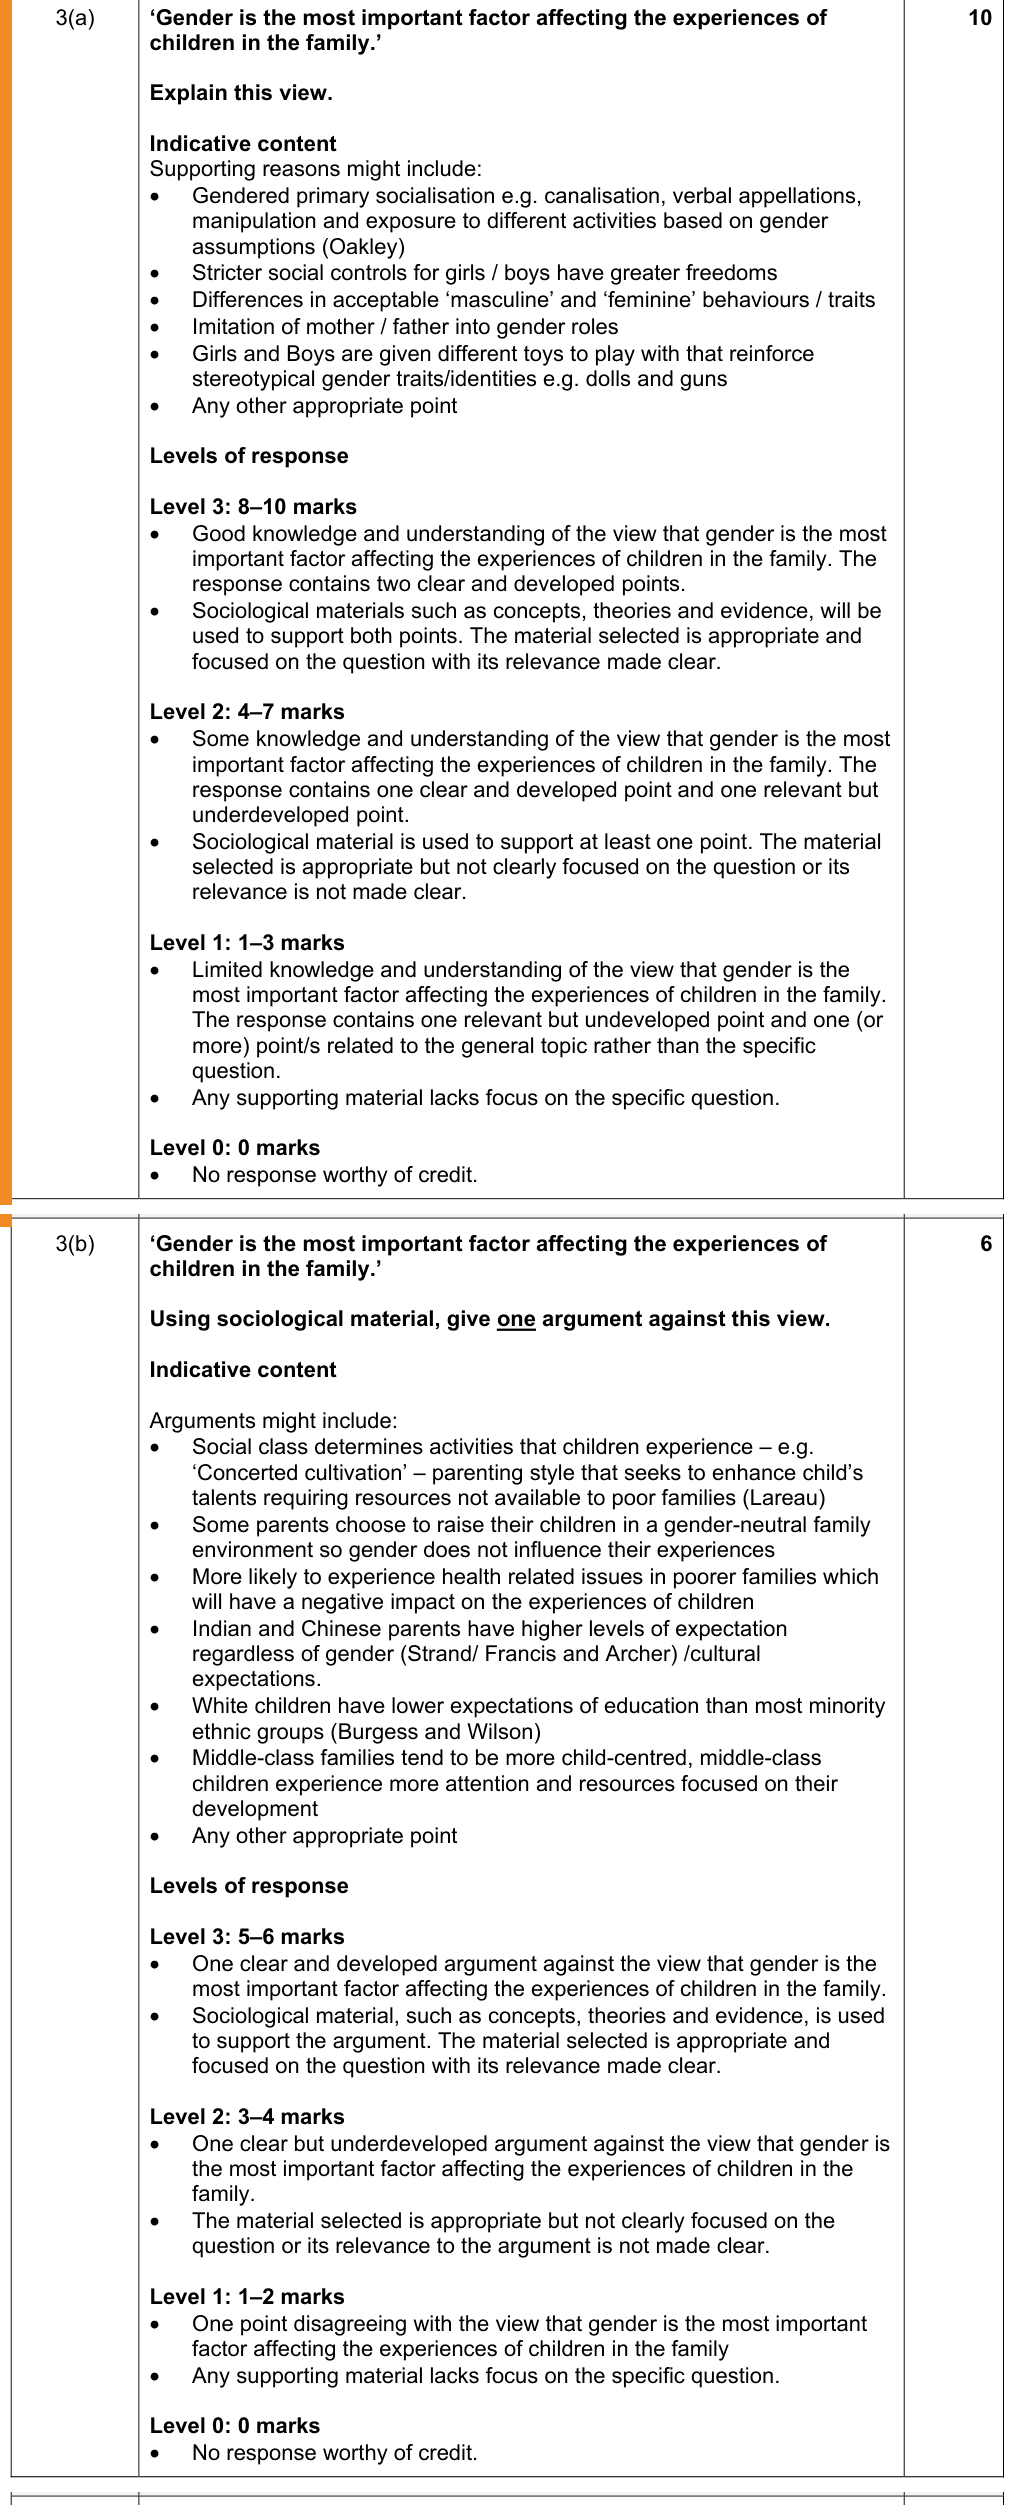 3(a)
‘Gender is the most important factor affecting the experiences of
children in the family.’
10
Explain this view.
Indicative content
Supporting reasons might include:
• Gendered primary socialisation e.g. canalisation, verbal appellations,
manipulation and exposure to different activities based on gender
assumptions (Oakley)
• Stricter social controls for girls / boys have greater freedoms
• Differences in acceptable ‘masculine’ and ‘feminine’ behaviours / traits
• Imitation of mother / father into gender roles
• Girls and Boys are given different toys to play with that reinforce
stereotypical gender traits/identities e.g. dolls and guns
• Any other appropriate point
Levels of response
Level 3: 8–10 marks
• Good knowledge and understanding of the view that gender is the most
important factor affecting the experiences of children in the family. The
response contains two clear and developed points.
• Sociological materials such as concepts, theories and evidence, will be
used to support both points. The material selected is appropriate and
focused on the question with its relevance made clear.
Level 2: 4–7 marks
• Some knowledge and understanding of the view that gender is the most
important factor affecting the experiences of children in the family. The
response contains one clear and developed point and one relevant but
underdeveloped point.
• Sociological material is used to support at least one point. The material
selected is appropriate but not clearly focused on the question or its
relevance is not made clear.
Level 1: 1–3 marks
• Limited knowledge and understanding of the view that gender is the
most important factor affecting the experiences of children in the family.
The response contains one relevant but undeveloped point and one (or
more) point/s related to the general topic rather than the specific
question.
• Any supporting material lacks focus on the specific question.
Level 0: 0 marks
• No response worthy of credit.
3(b)
‘Gender is the most important factor affecting the experiences of
children in the family.’
6
Using sociological material, give one argument against this view.
Indicative content
Arguments might include:
• Social class determines activities that children experience – e.g.
‘Concerted cultivation’ – parenting style that seeks to enhance child’s
talents requiring resources not available to poor families (Lareau)
• Some parents choose to raise their children in a gender-neutral family
environment so gender does not influence their experiences
• More likely to experience health related issues in poorer families which
will have a negative impact on the experiences of children
• Indian and Chinese parents have higher levels of expectation
regardless of gender (Strand/ Francis and Archer) /cultural
expectations.
• White children have lower expectations of education than most minority
ethnic groups (Burgess and Wilson)
• Middle-class families tend to be more child-centred, middle-class
children experience more attention and resources focused on their
development
• Any other appropriate point
Levels of response
Level 3: 5–6 marks
• One clear and developed argument against the view that gender is the
most important factor affecting the experiences of children in the family.
• Sociological material, such as concepts, theories and evidence, is used
to support the argument. The material selected is appropriate and
focused on the question with its relevance made clear.
Level 2: 3–4 marks
• One clear but underdeveloped argument against the view that gender is
the most important factor affecting the experiences of children in the
family.
• The material selected is appropriate but not clearly focused on the
question or its relevance to the argument is not made clear.
Level 1: 1–2 marks
• One point disagreeing with the view that gender is the most important
factor affecting the experiences of children in the family
• Any supporting material lacks focus on the specific question.
Level 0: 0 marks
• No response worthy of credit.